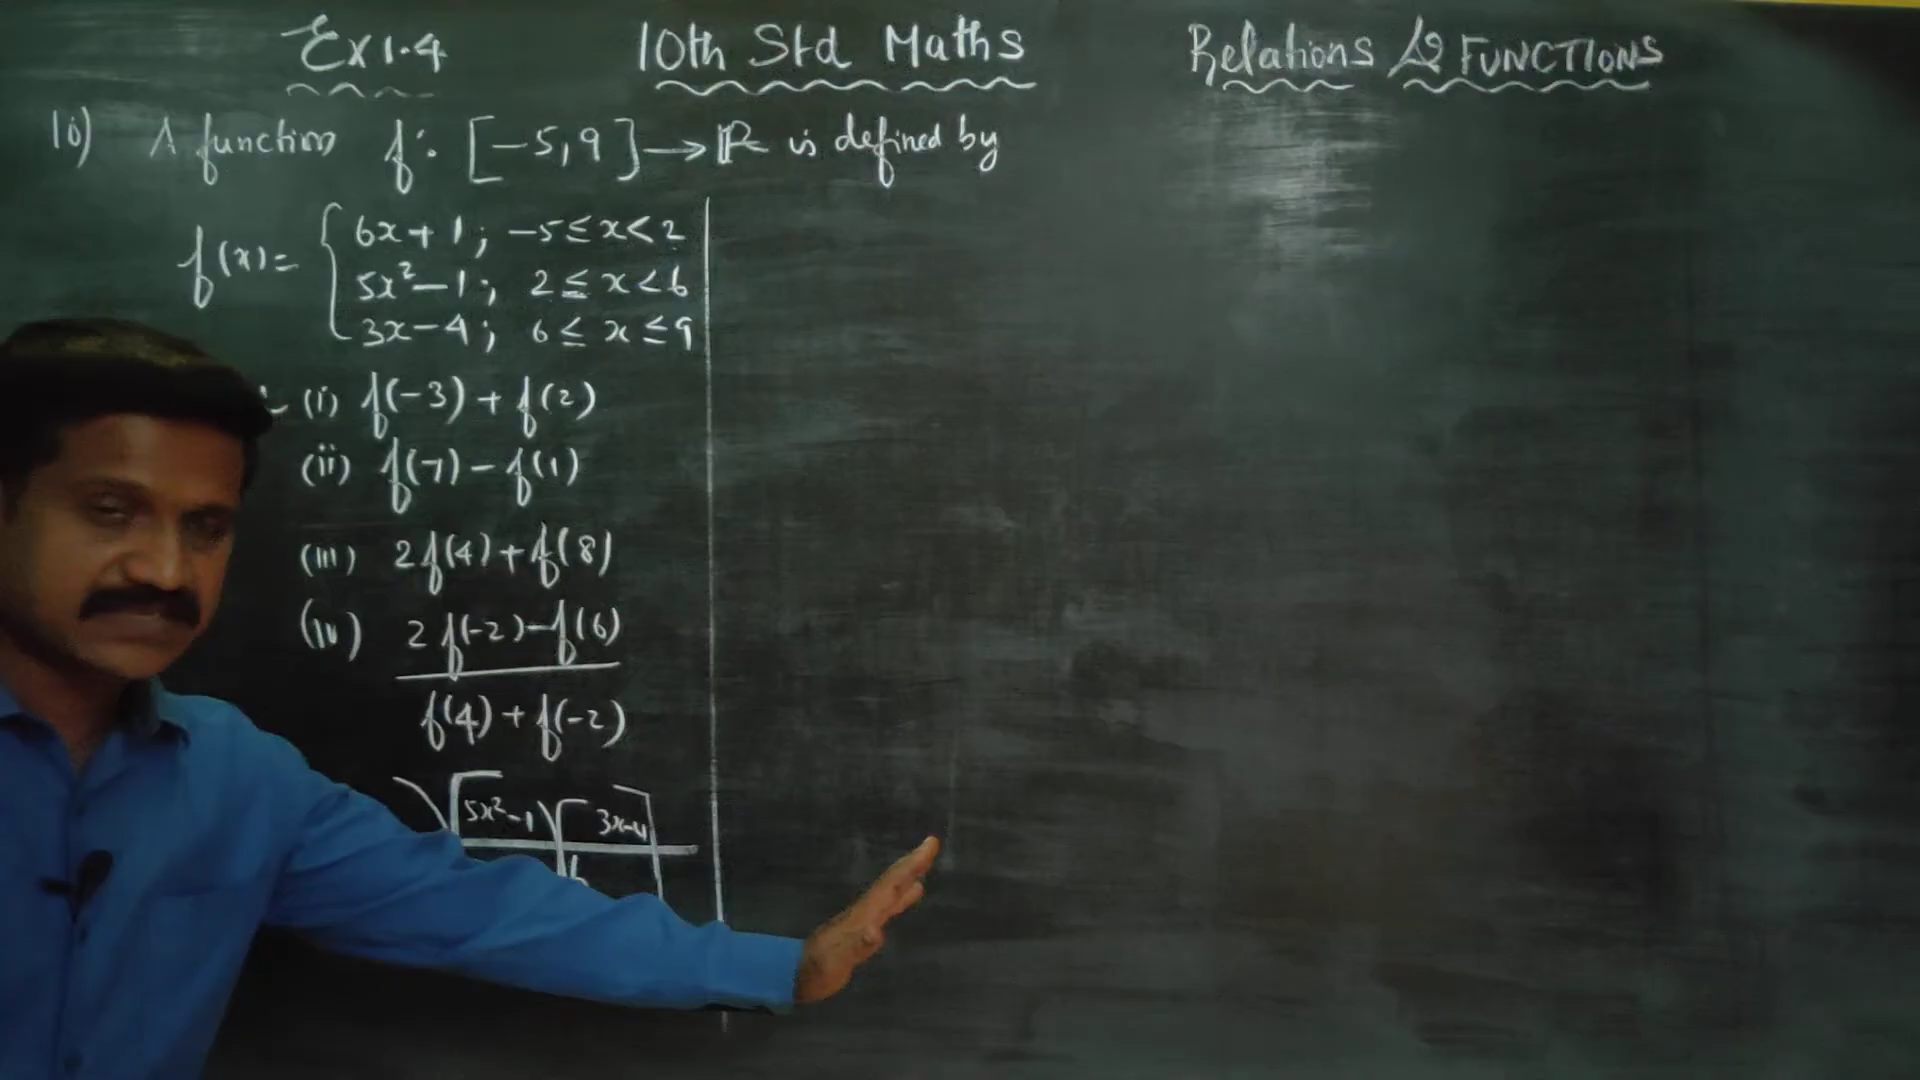 Ex 1.4 10th Std Maths Relations & FUNCTIONS
10) A function f: [-5,9] → ℝ is defined by
f(x) = { 6x+1; -5 ≤ x < 2
5x²-1; 2 ≤ x < 6
3x-4; 6 ≤ x ≤ 9
(i) f(-3) + f(2)
(ii) f(7) - f(1)
(iii) 2f(4) + f(8)
(iv) 2f(-2) - f(6)
f(4) + f(-2)
5x²-1 3x-4